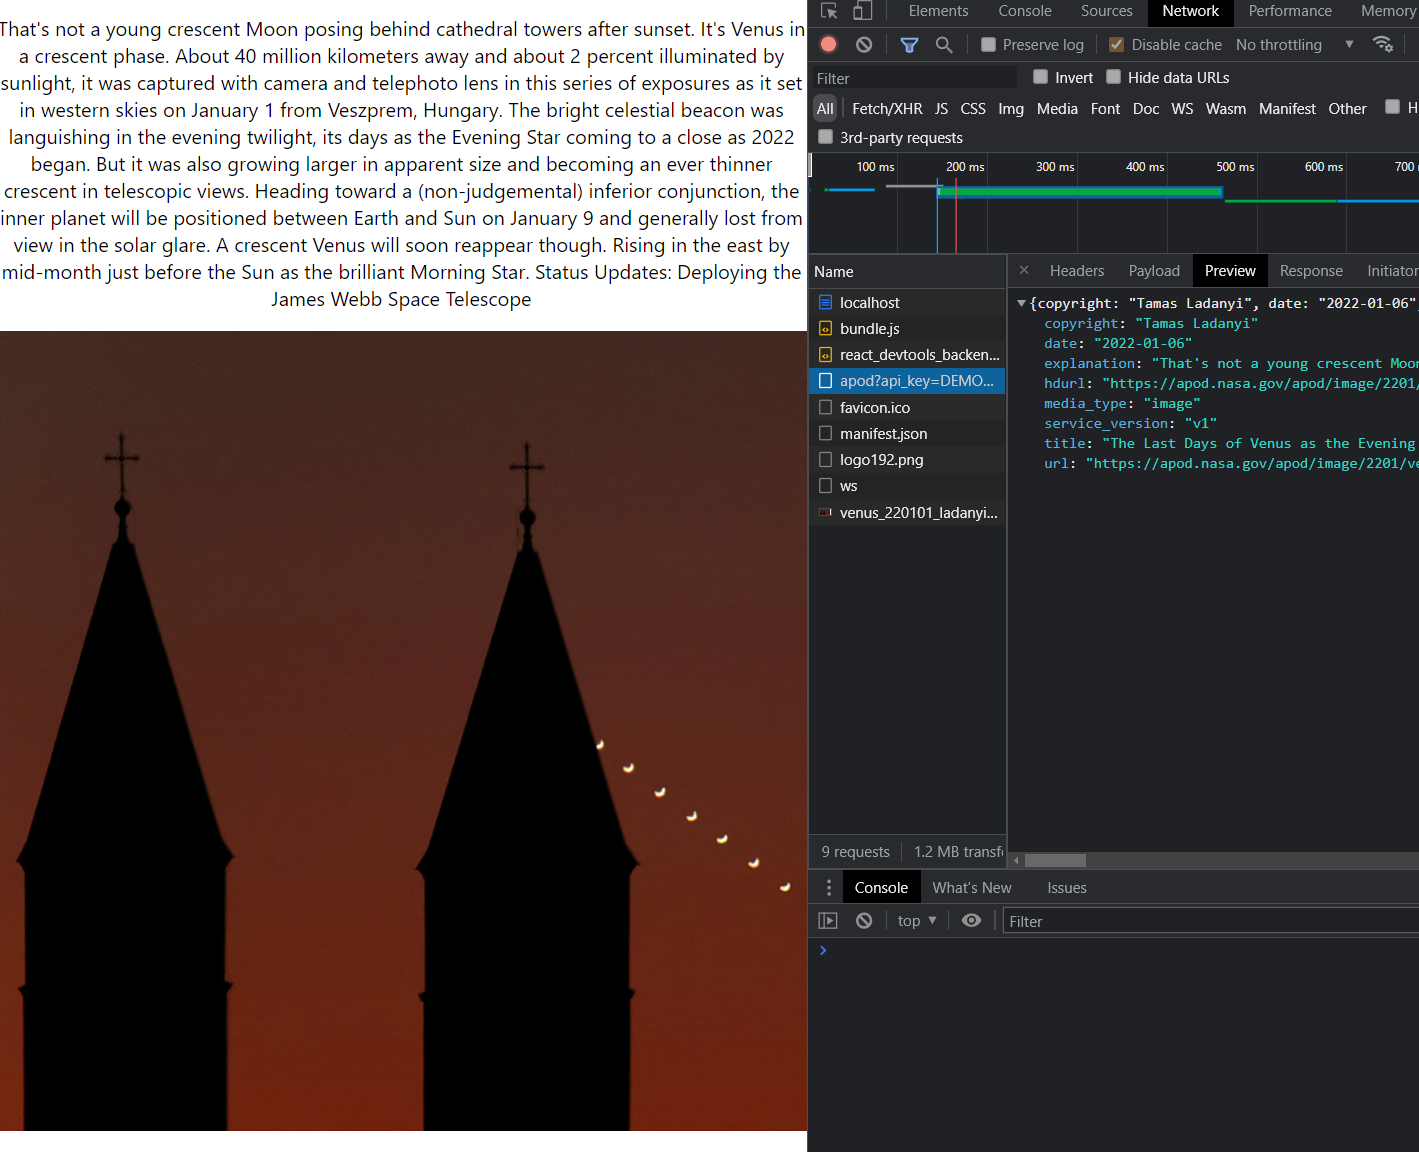 That's not a young crescent Moon posing behind cathedral towers after sunset. It's Venus in
a crescent phase. About 40 million kilometers away and about 2 percent illuminated by
sunlight, it was captured with camera and telephoto lens in this series of exposures as it set
in western skies on January 1 from Veszprem, Hungary. The bright celestial beacon was
languishing in the evening twilight, its days as the Evening Star coming to a close as 2022
began. But it was also growing larger in apparent size and becoming an ever thinner
crescent in telescopic views. Heading toward a (non-judgemental) inferior conjunction, the
inner planet will be positioned between Earth and Sun on January 9 and generally lost from
view in the solar glare. A crescent Venus will soon reappear though. Rising in the east by
mid-month just before the Sun as the brilliant Morning Star. Status Updates: Deploying the
James Webb Space Telescope
Elements Console Sources Network Performance Memory
Preserve log Disable cache No throttling
Filter Invert Hide data URLs
All Fetch/XHR JS CSS Img Media Font Doc WS Wasm Manifest Other H
3rd-party requests
100 ms 200 ms 300 ms 400 ms 500 ms 600 ms 700
Name
localhost
bundle.js
react_devtools_backen...
apod?api_key=DEMO...
favicon.ico
manifest.json
logo192.png
ws
venus_220101_ladanyi...
9 requests 1.2 MB transf
Headers Payload Preview Response Initiator
{copyright: "Tamas Ladanyi", date: "2022-01-06",
copyright: "Tamas Ladanyi"
date: "2022-01-06"
explanation: "That's not a young crescent Moon
hdurl: "https://apod.nasa.gov/apod/image/2201/
media_type: "image"
service_version: "v1"
title: "The Last Days of Venus as the Evening
url: "https://apod.nasa.gov/apod/image/2201/ve
Console What's New Issues
top Filter